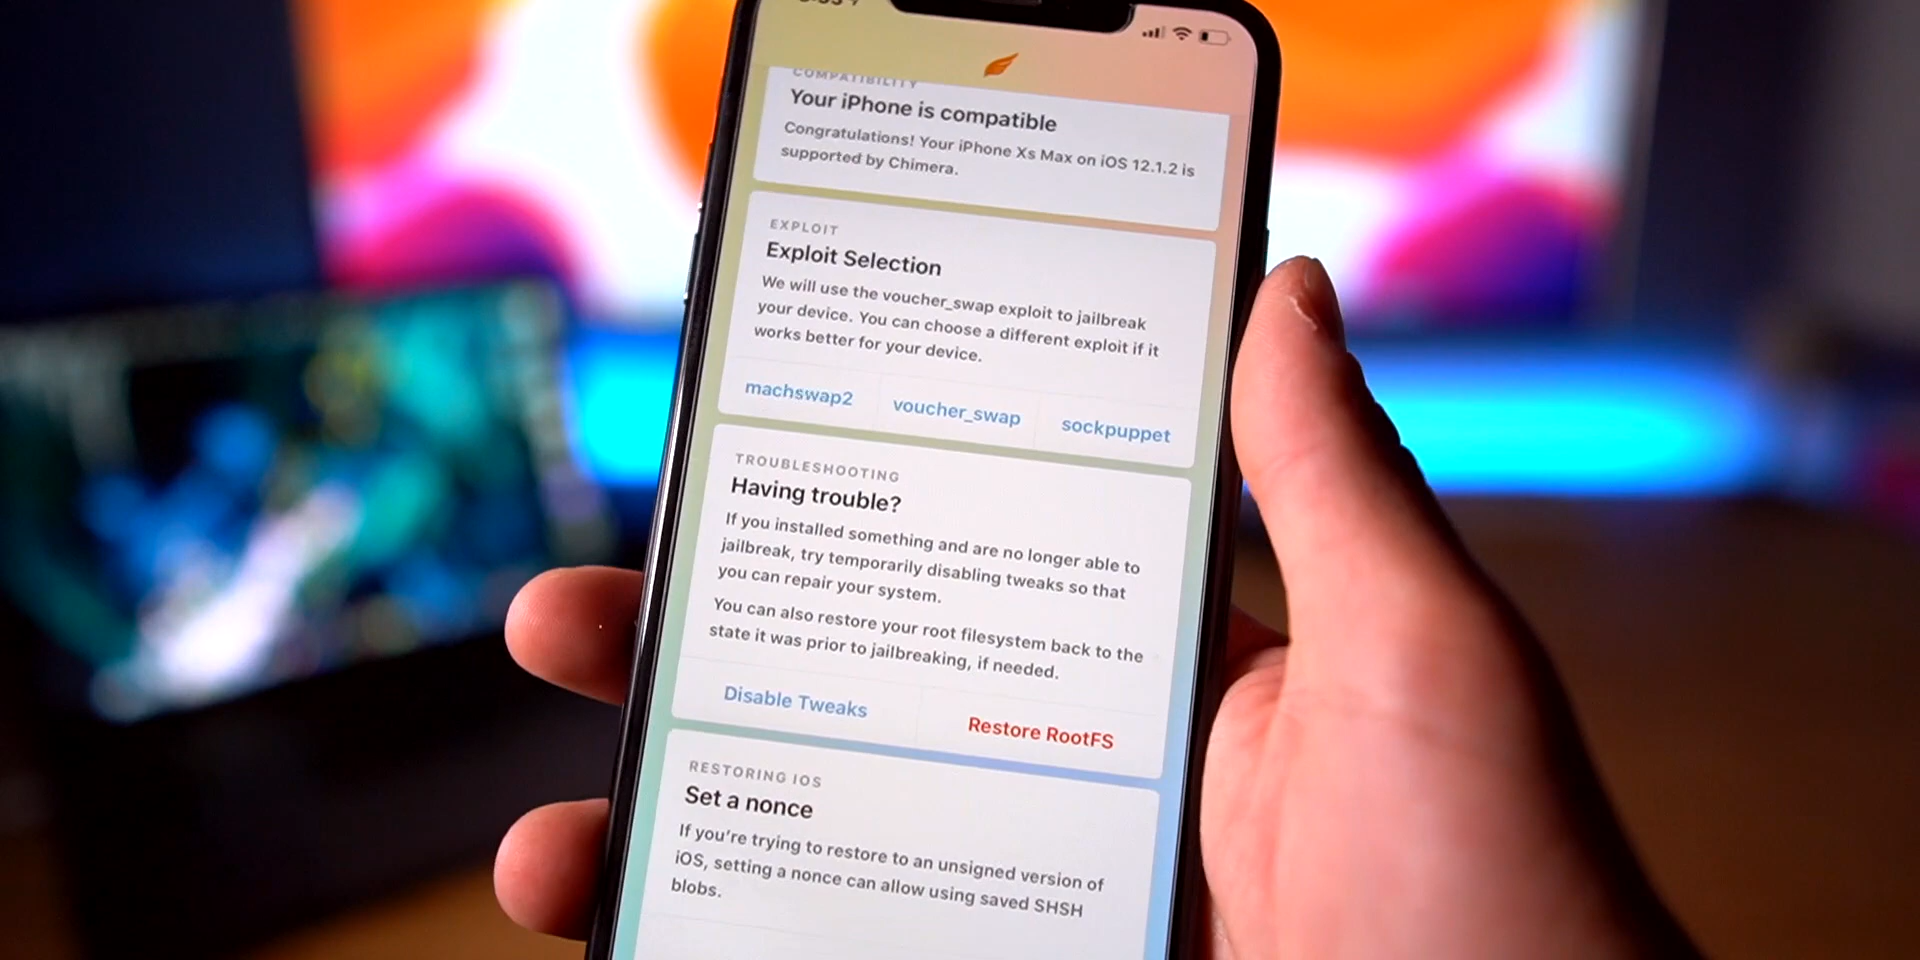 COMPATIBILITY
Your iPhone is compatible
Congratulations! Your iPhone Xs Max on iOS 12.1.2 is
supported by Chimera.
EXPLOIT
Exploit Selection
We will use the voucher_swap exploit to jailbreak
your device. You can choose a different exploit if it
works better for your device.
machswap2 voucher_swap sockpuppet
TROUBLESHOOTING
Having trouble?
If you installed something and are no longer able to
jailbreak, try temporarily disabling tweaks so that
you can repair your system.
You can also restore your root filesystem back to the
state it was prior to jailbreaking, if needed.
Disable Tweaks Restore RootFS
RESTORING IOS
Set a nonce
If you’re trying to restore to an unsigned version of
iOS, setting a nonce can allow using saved SHSH
blobs.